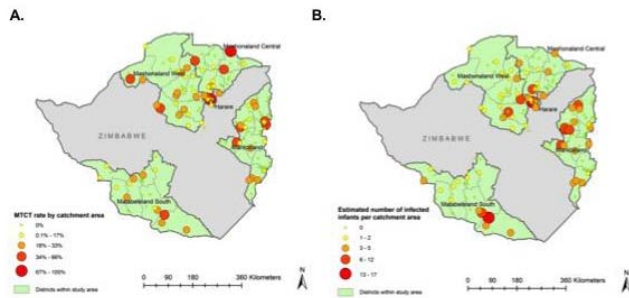 A.
Mashonaland Central
Mashonaland West
Harare
ZIMBABWE
Manicaland
Matabeleland South
MTCT rate by catchment area
0%
0.1% - 17%
18% - 33%
34% - 66%
67% - 100%
Districts within study area
0 90 180 360 Kilometers
N
B.
Mashonaland Central
Mashonaland West
Harare
ZIMBABWE
Manicaland
Matabeleland South
Estimated number of infected
infants per catchment area
0
1 - 2
3 - 5
6 - 12
13 - 17
Districts within study area
0 90 180 360 Kilometers
N